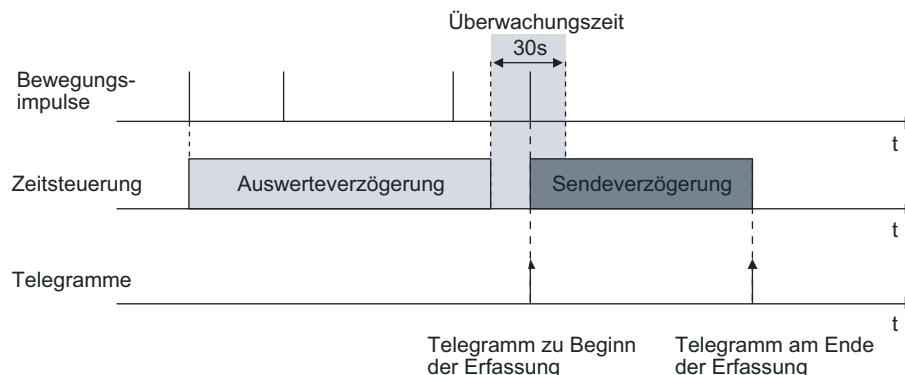 Überwachungszeit
30s
Bewegungs-
impulse
t
Zeitsteuerung
Auswerteverzögerung
Sendeverzögerung
t
Telegramme
t
Telegramm zu Beginn
der Erfassung
Telegramm am Ende
der Erfassung